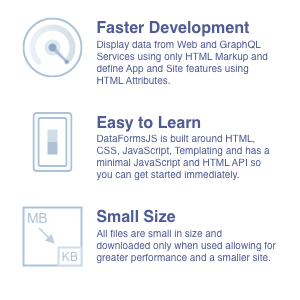 Faster Development
Display data from Web and GraphQL
Services using only HTML Markup and
define App and Site features using
HTML Attributes.
Easy to Learn
DataFormsJS is built around HTML,
CSS, JavaScript, Templating and has a
minimal JavaScript and HTML API so
you can get started immediately.
MB
KB
Small Size
All files are small in size and
downloaded only when used allowing for
greater performance and a smaller site.